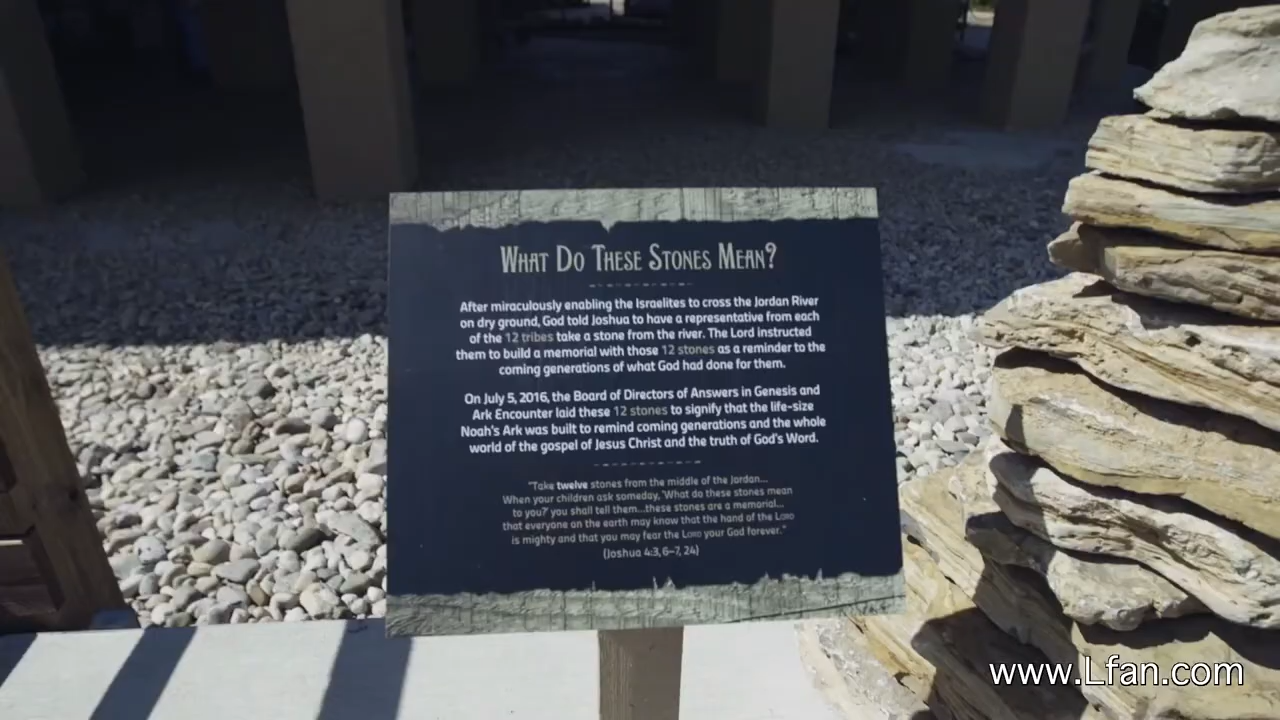 WHAT DO THESE STONES MEAN?
After miraculously enabling the Israelites to cross the Jordan River
on dry ground, God told Joshua to have a representative from each
of the 12 tribes take a stone from the river. The Lord instructed
them to build a memorial with those 12 stones as a reminder to the
coming generations of what God had done for them.
On July 5, 2016, the Board of Directors of Answers in Genesis and
Ark Encounter laid these 12 stones to signify that the life-size
Noah's Ark was built to remind coming generations and the whole
world of the gospel of Jesus Christ and the truth of God's Word.
"Take twelve stones from the middle of the Jordan...
When your children ask someday, 'What do these stones mean
to you?' you shall tell them...these stones are a memorial...
that everyone on the earth may know that the hand of the LORD
is mighty and that you may fear the LORD your God forever."
(Joshua 4:3, 6–7, 24)
www.Lfan.com